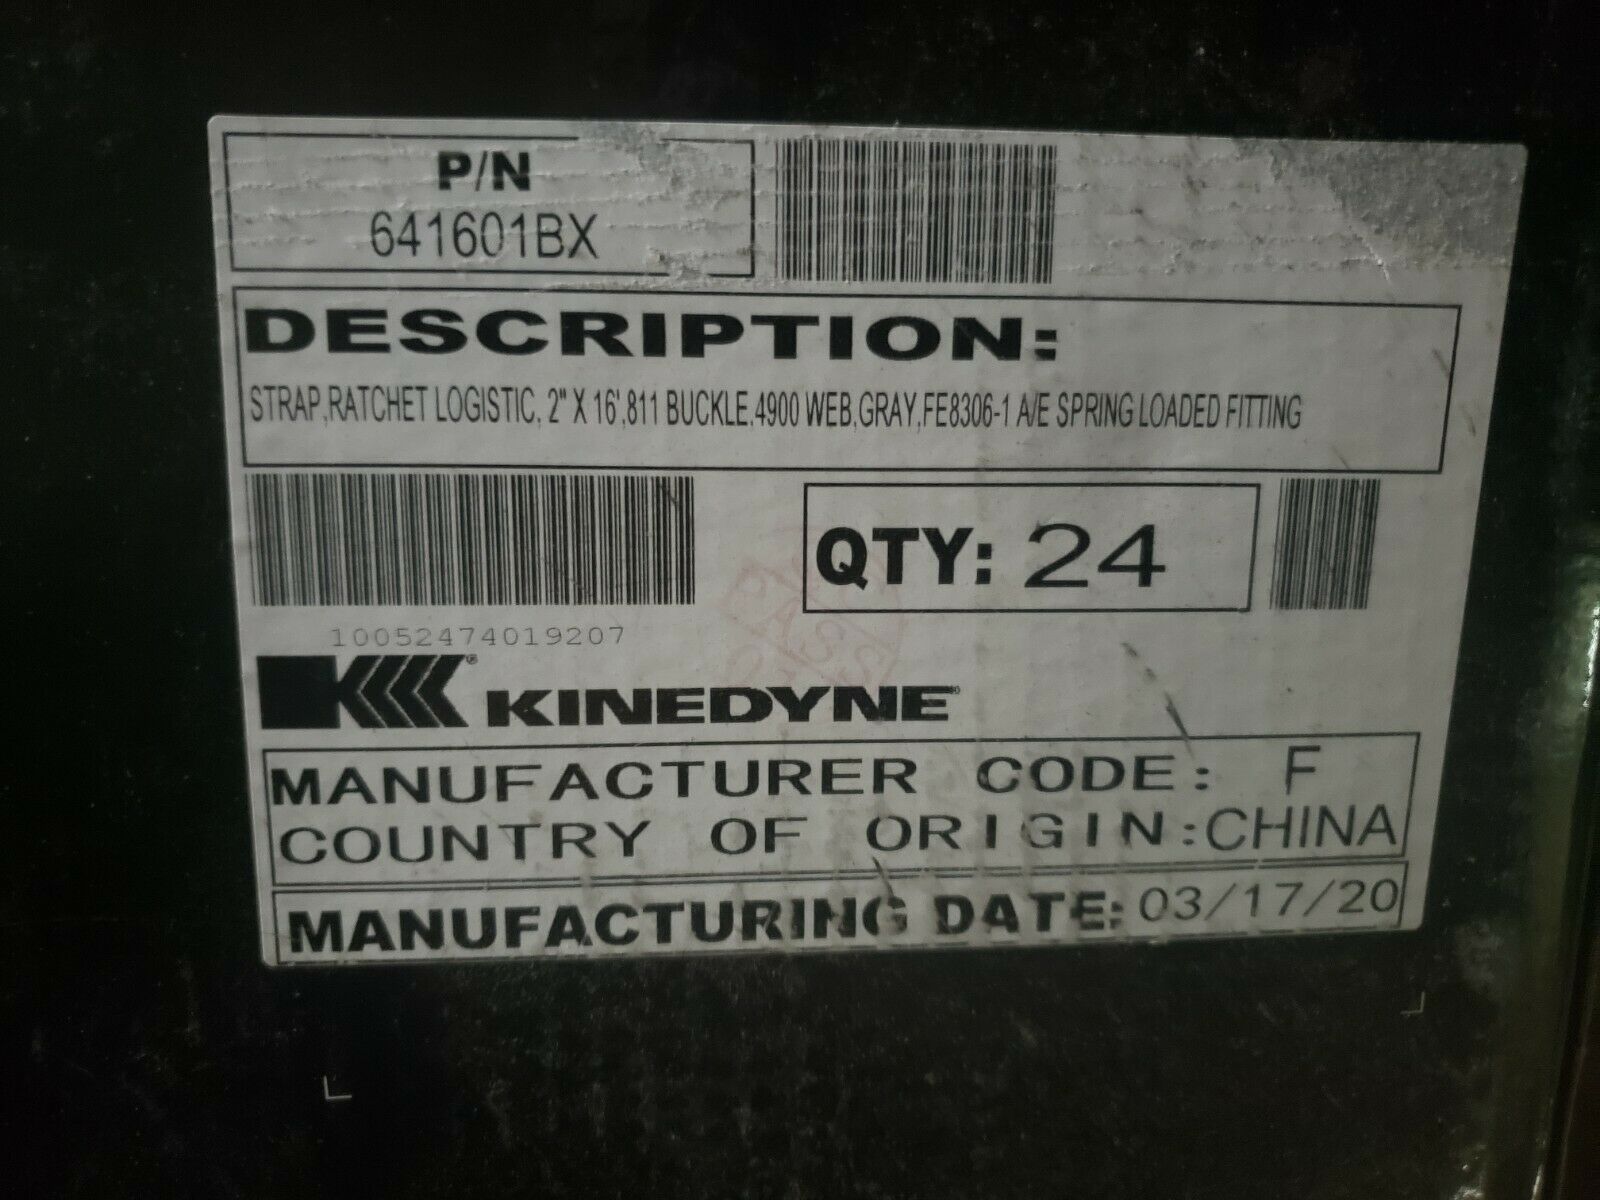 P/N
641601BX
DESCRIPTION:
STRAP,RATCHET LOGISTIC, 2" X 16',811 BUCKLE.4900 WEB,GRAY,FE8306-1 A/E SPRING LOADED FITTING
QTY: 24
10052474019207
PASS
K® KINEDYNE®
MANUFACTURER CODE: F
COUNTRY OF ORIGIN:CHINA
MANUFACTURING DATE: 03/17/20